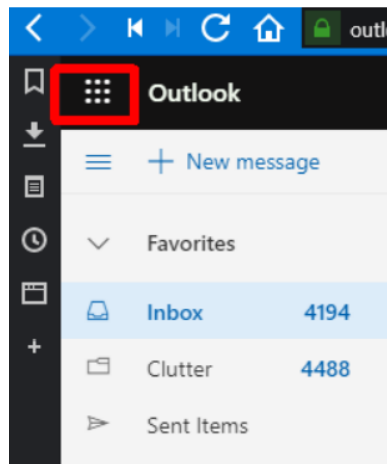 outl
Outlook
New message
Favorites
Inbox 4194
Clutter 4488
Sent Items